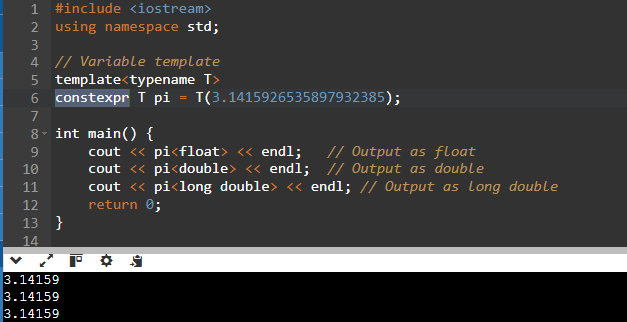 1 #include <iostream>
2 using namespace std;
3
4 // Variable template
5 template<typename T>
6 constexpr T pi = T(3.1415926535897932385);
7
8 int main() {
9     cout << pi<float> << endl;   // Output as float
10     cout << pi<double> << endl;  // Output as double
11     cout << pi<long double> << endl; // Output as long double
12     return 0;
13 }
14
3.14159
3.14159
3.14159